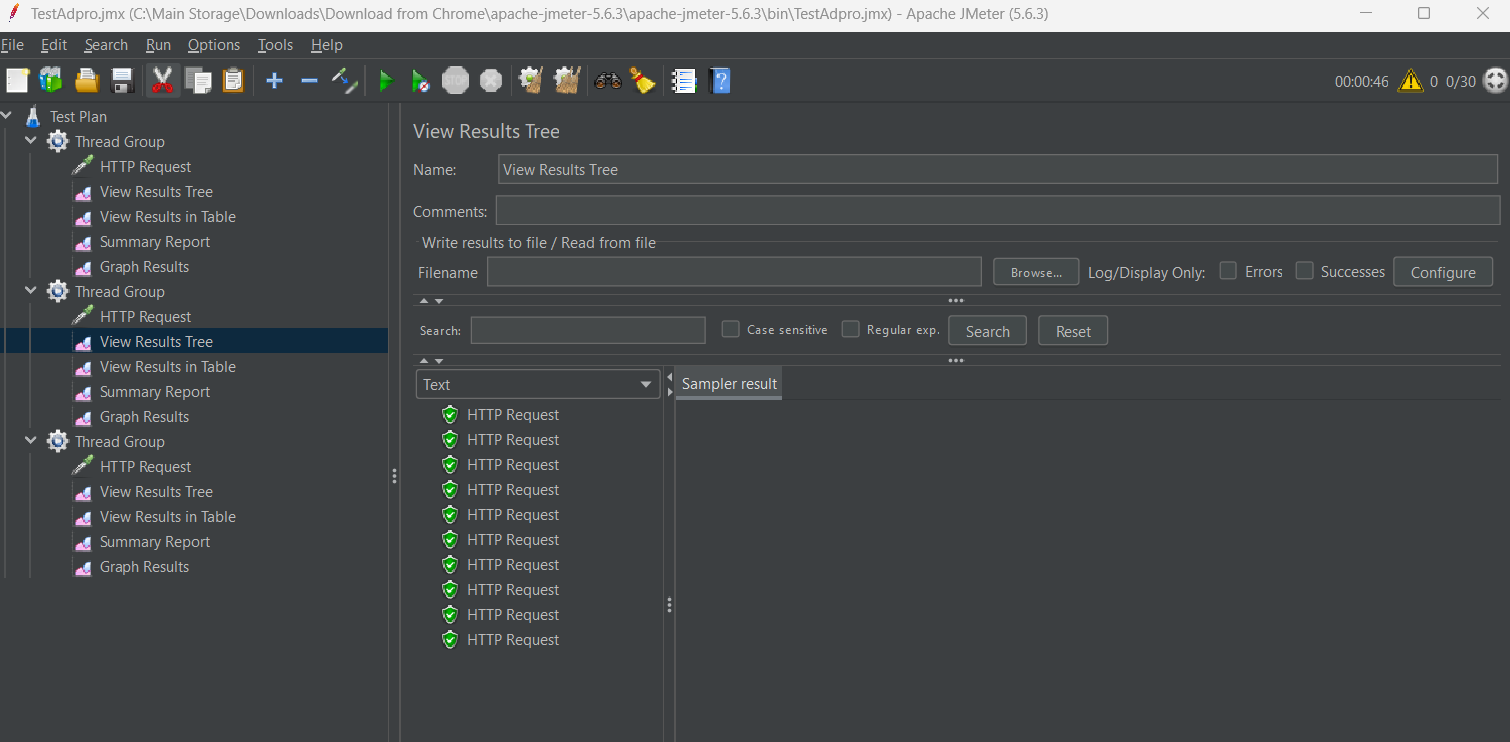 TestAdpro.jmx (C:\Main Storage\Downloads\Download from Chrome\apache-jmeter-5.6.3\apache-jmeter-5.6.3\bin\TestAdpro.jmx) - Apache JMeter (5.6.3)
File Edit Search Run Options Tools Help
STOP 00:00:46 0 0/30
Test Plan
Thread Group
HTTP Request
View Results Tree
View Results in Table
Summary Report
Graph Results
Thread Group
HTTP Request
View Results Tree
View Results in Table
Summary Report
Graph Results
Thread Group
HTTP Request
View Results Tree
View Results in Table
Summary Report
Graph Results
View Results Tree
Name: View Results Tree
Comments:
Write results to file / Read from file
Filename Browse... Log/Display Only: Errors Successes Configure
Search: Case sensitive Regular exp. Search Reset
Text Sampler result
HTTP Request
HTTP Request
HTTP Request
HTTP Request
HTTP Request
HTTP Request
HTTP Request
HTTP Request
HTTP Request
HTTP Request